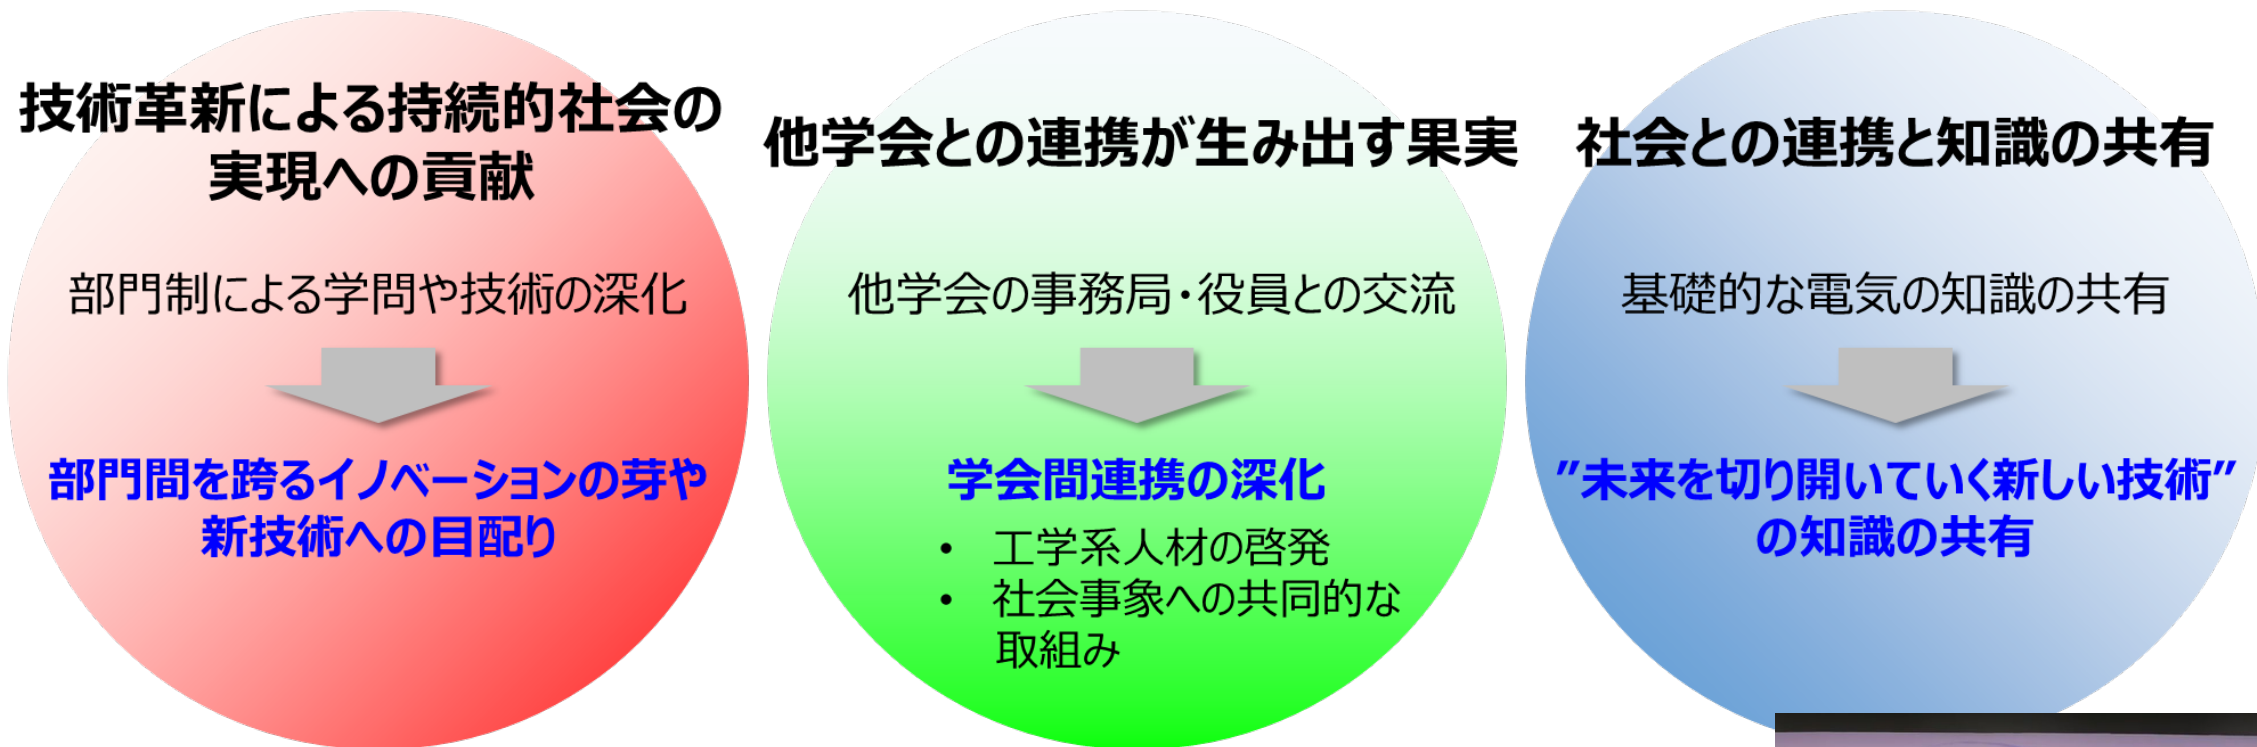 技術革新による持続的社会の
実現への貢献
部門制による学問や技術の深化
部門間を跨るイノベーションの芽や
新技術への目配り
他学会との連携が生み出す果実
他学会の事務局・役員との交流
学会間連携の深化
• 工学系人材の啓発
• 社会事象への共同的な
取組み
社会との連携と知識の共有
基礎的な電気の知識の共有
”未来を切り開いていく新しい技術”
の知識の共有